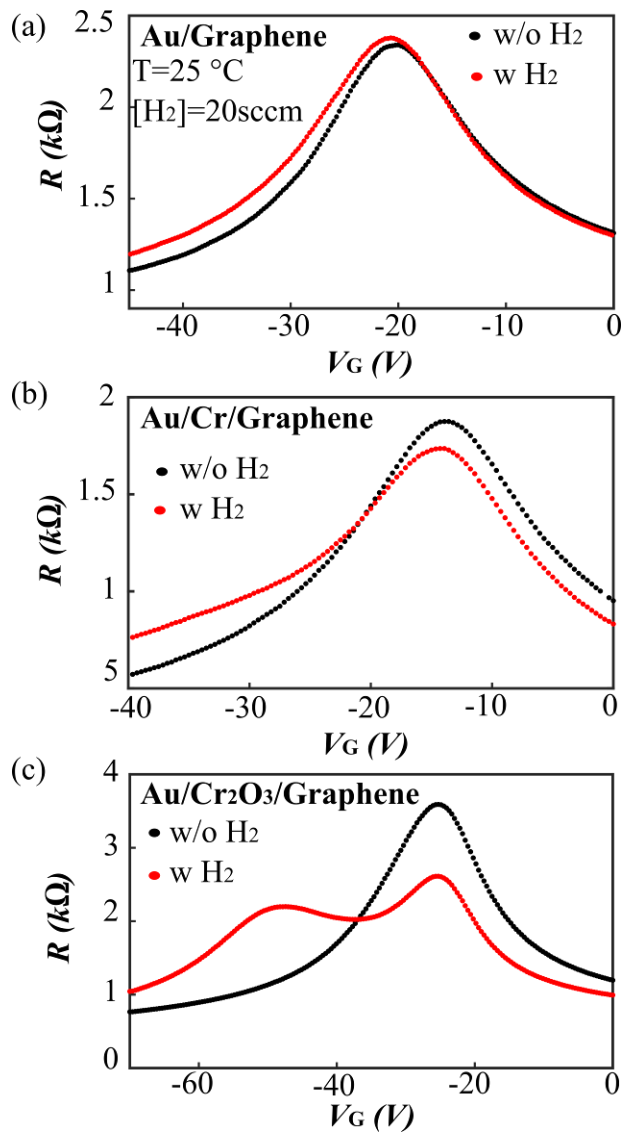 (a)
2.5
2
1.5
1
R (kΩ)
Au/Graphene
T=25 °C
[H2]=20sccm
w/o H2
w H2
-40
-30
-20
-10
0
VG (V)
(b)
2
1.5
1
5
R (kΩ)
Au/Cr/Graphene
w/o H2
w H2
-40
-30
-20
-10
0
VG (V)
(c)
4
3
2
1
0
R (kΩ)
Au/Cr2O3/Graphene
w/o H2
w H2
-60
-40
-20
VG (V)